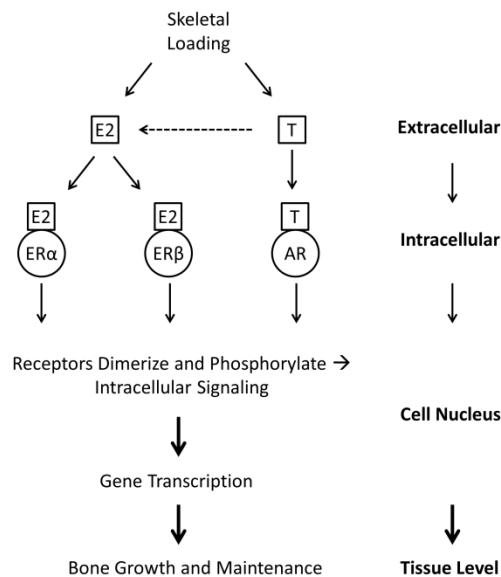 Skeletal
Loading
E2
T
Extracellular
E2
E2
T
ERα
ERβ
AR
Intracellular
Receptors Dimerize and Phosphorylate →
Intracellular Signaling
Cell Nucleus
Gene Transcription
Bone Growth and Maintenance
Tissue Level